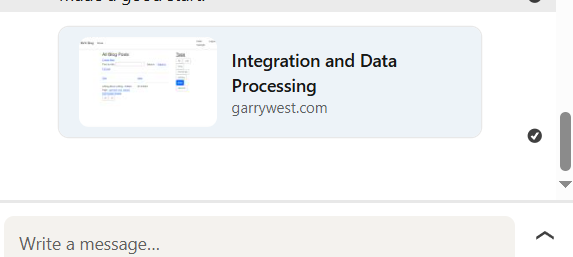 made a good start.
All Blog Posts
Integration and Data
Processing
garrywest.com
Write a message...